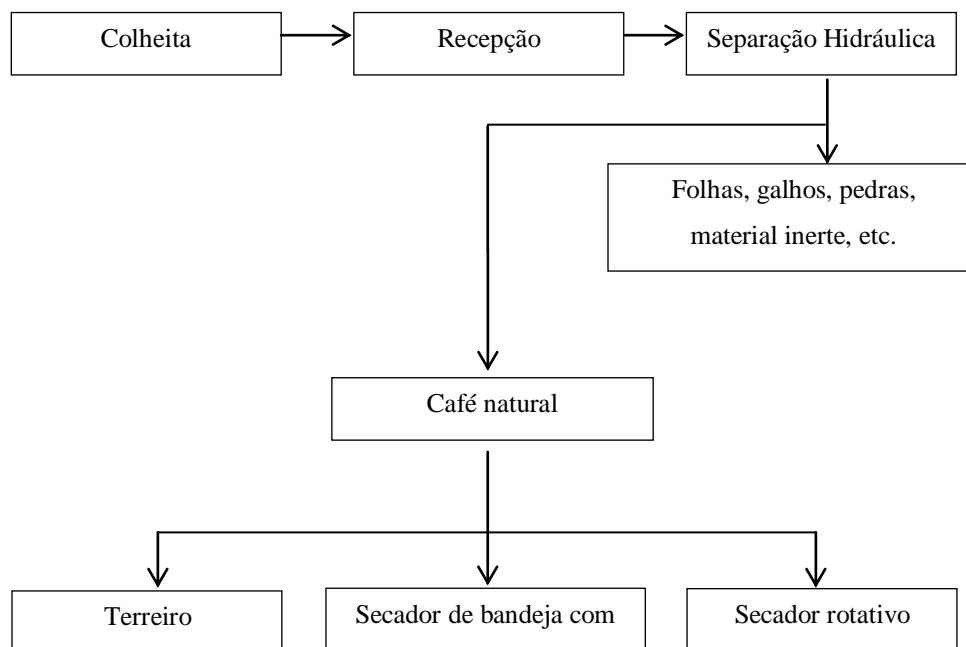 Colheita
Recepção
Separação Hidráulica
Folhas, galhos, pedras,
material inerte, etc.
Café natural
Terreiro
Secador de bandeja com
Secador rotativo